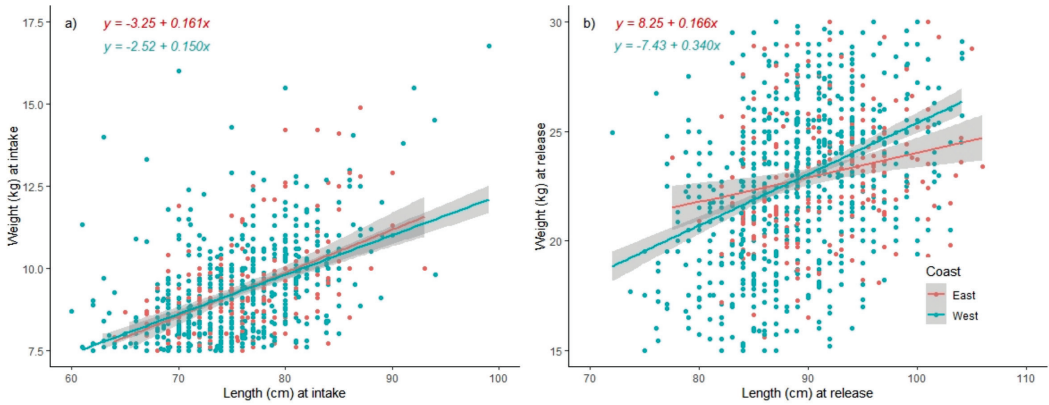 a)
y = -3.25 + 0.161x
y = -2.52 + 0.150x
17.5
15.0
12.5
10.0
7.5
Weight (kg) at intake
60
70
80
90
100
Length (cm) at intake
b)
y = 8.25 + 0.166x
y = -7.43 + 0.340x
30
25
20
15
Weight (kg) at release
70
80
90
100
110
Length (cm) at release
Coast
East
West